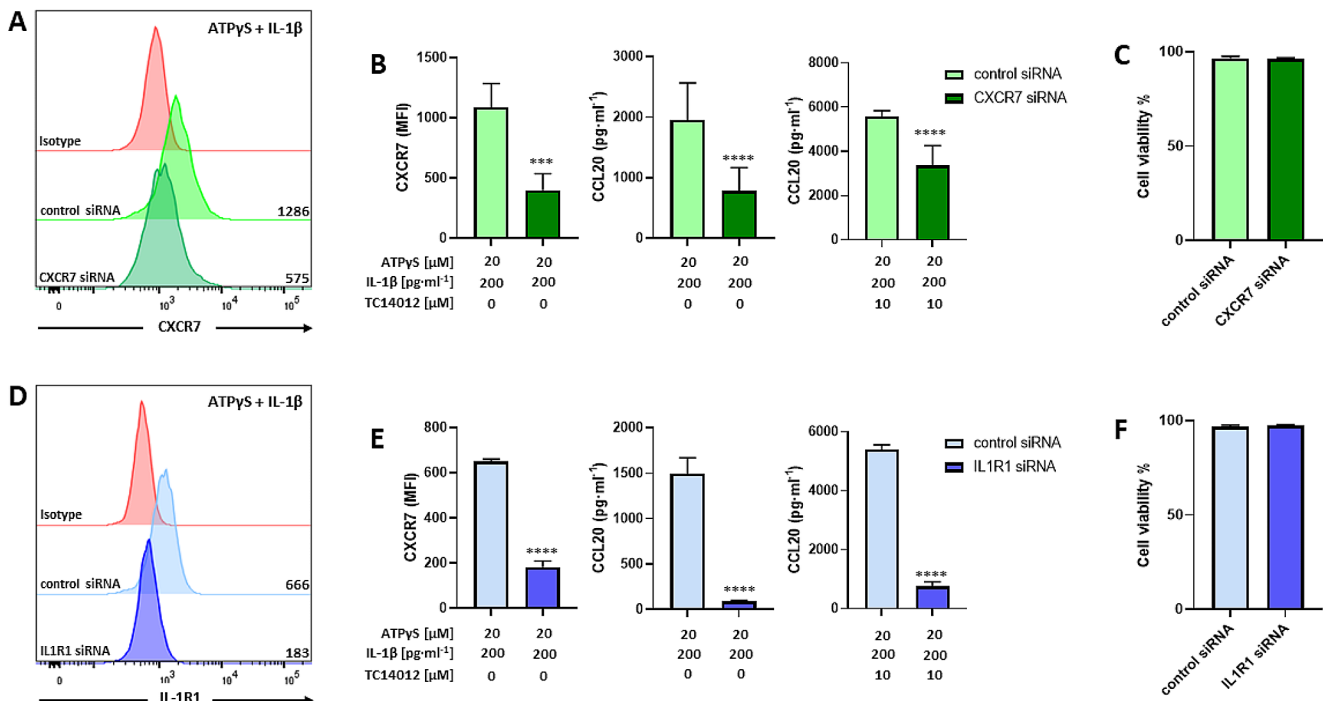 A
ATPγS + IL-1β
Isotype
control siRNA
1286
CXCR7 siRNA
575
0
10³
10⁴
10⁵
CXCR7
B
CXCR7 (MFI)
1500
1000
500
0
***
CCL20 (pg·ml⁻¹)
3000
2000
1000
0
****
CCL20 (pg·ml⁻¹)
8000
6000
4000
2000
0
****
control siRNA
CXCR7 siRNA
ATPγS [µM] 20 20 20 20 20 20
IL-1β [pg·ml⁻¹] 200 200 200 200 200 200
TC14012 [µM] 0 0 0 0 10 10
C
Cell viability %
100
50
0
control siRNA
CXCR7 siRNA
D
ATPγS + IL-1β
Isotype
control siRNA
666
IL1R1 siRNA
183
0
10³
10⁴
10⁵
IL-1R1
E
CXCR7 (MFI)
800
600
400
200
0
****
CCL20 (pg·ml⁻¹)
2000
1500
1000
500
0
****
CCL20 (pg·ml⁻¹)
6000
4000
2000
0
****
control siRNA
IL1R1 siRNA
ATPγS [µM] 20 20 20 20 20 20
IL-1β [pg·ml⁻¹] 200 200 200 200 200 200
TC14012 [µM] 0 0 0 0 10 10
F
Cell viability %
100
50
0
control siRNA
IL1R1 siRNA